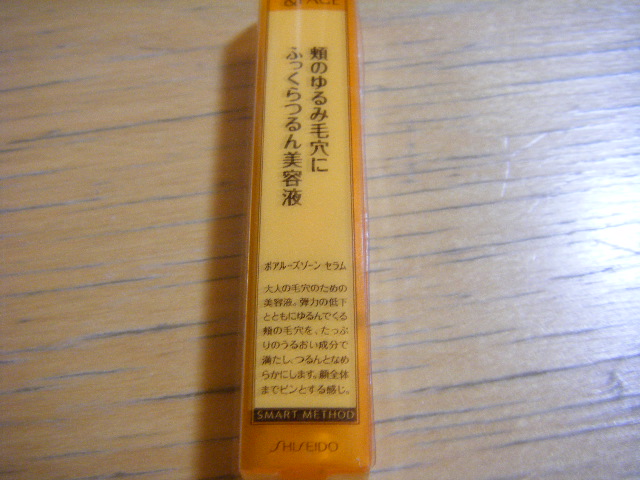 &FACE
頬のゆるみ毛穴に
ふっくらつるん美容液
ポアルーズゾーン セラム
大人の毛穴のための
美容液。弾力の低下
とともにゆるんでくる
頬の毛穴を、たっぷ
りのうるおい成分で
満たし、つるんとなめ
らかにします。顔全体
までピンとする感じ。
SMART METHOD
SHISEIDO